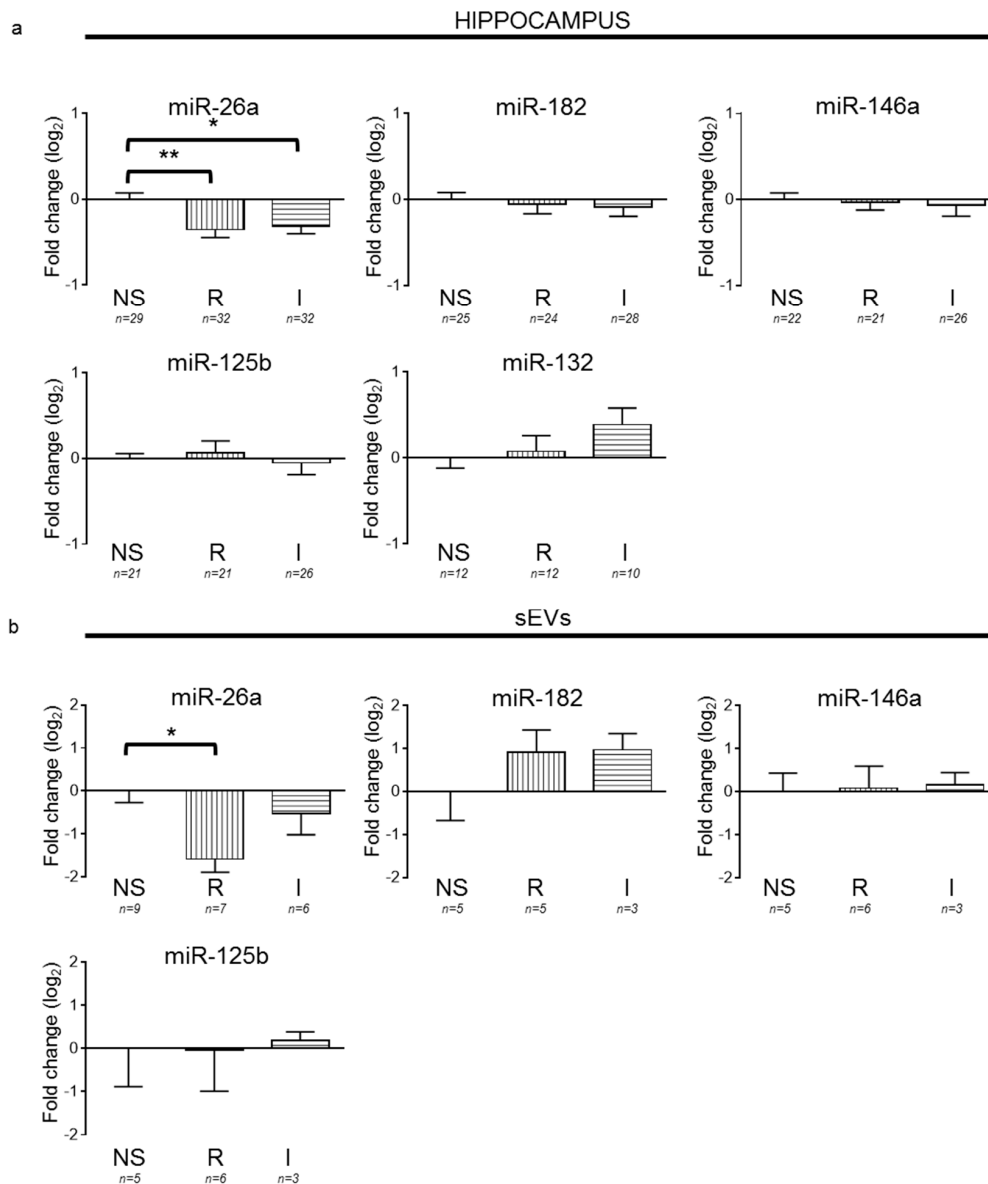 a
HIPPOCAMPUS
miR-26a
miR-182
miR-146a
Fold change (log2)
1
0
-1
*
**
NS
R
I
n=29
n=32
n=32
Fold change (log2)
1
0
-1
NS
R
I
n=25
n=24
n=28
Fold change (log2)
1
0
-1
NS
R
I
n=22
n=21
n=26
miR-125b
miR-132
Fold change (log2)
1
0
-1
NS
R
I
n=21
n=21
n=26
Fold change (log2)
1
0
-1
NS
R
I
n=12
n=12
n=10
b
sEVs
miR-26a
miR-182
miR-146a
Fold change (log2)
2
1
0
-1
-2
*
NS
R
I
n=9
n=7
n=6
Fold change (log2)
2
1
0
-1
-2
NS
R
I
n=5
n=5
n=3
Fold change (log2)
2
1
0
-1
-2
NS
R
I
n=5
n=6
n=3
miR-125b
Fold change (log2)
2
1
0
-1
-2
NS
R
I
n=5
n=6
n=3